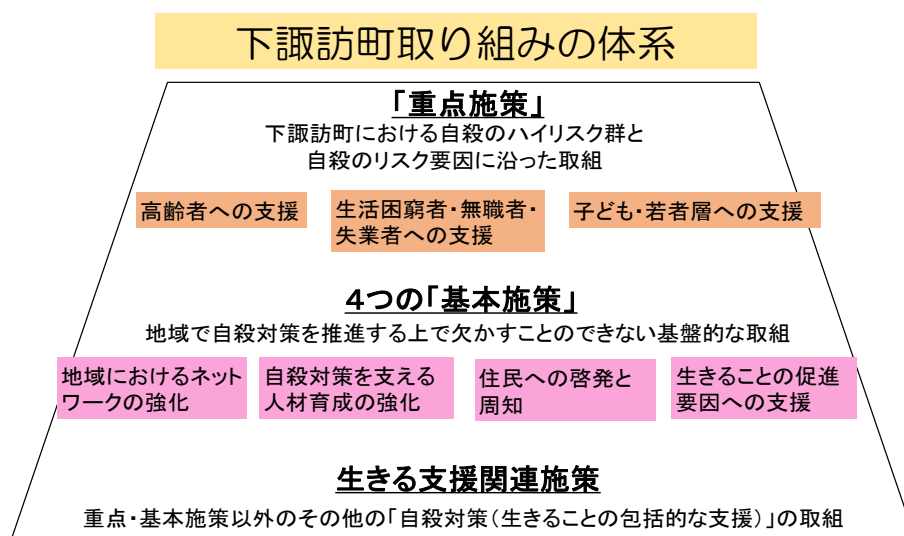 下諏訪町取り組みの体系
「重点施策」
下諏訪町における自殺のハイリスク群と
自殺のリスク要因に沿った取組
高齢者への支援
生活困窮者・無職者・
失業者への支援
子ども・若者層への支援
4つの「基本施策」
地域で自殺対策を推進する上で欠かすことのできない基盤的な取組
地域におけるネット
ワークの強化
自殺対策を支える
人材育成の強化
住民への啓発と
周知
生きることの促進
要因への支援
生きる支援関連施策
重点・基本施策以外のその他の「自殺対策(生きることの包括的な支援)」の取組